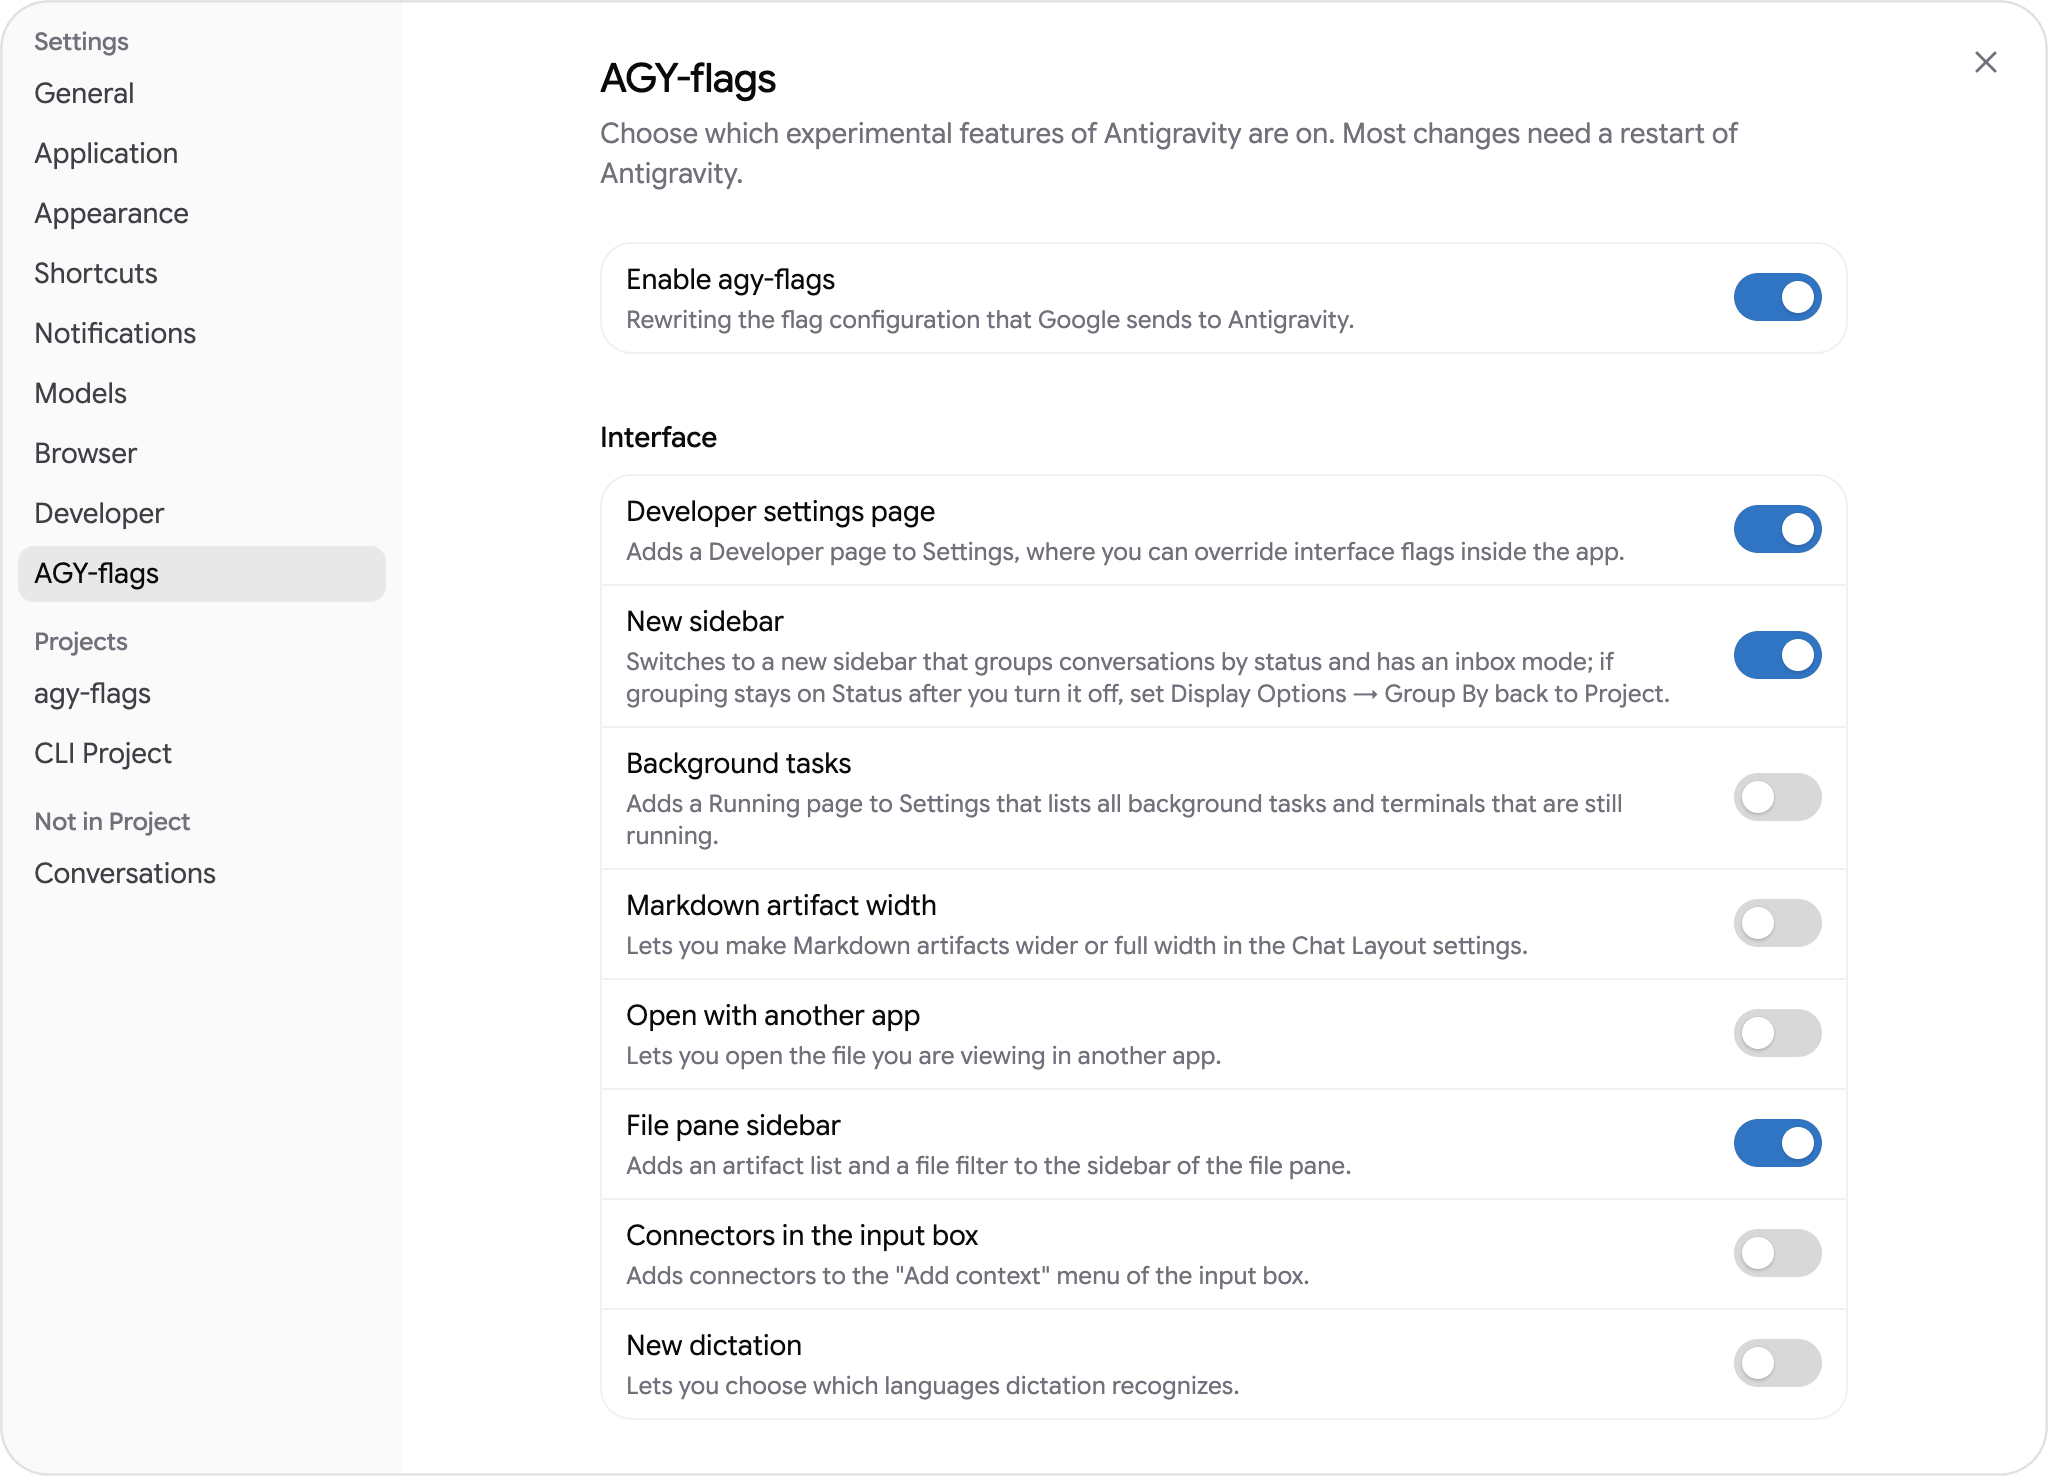 Settings
General
Application
Appearance
Shortcuts
Notifications
Models
Browser
Developer
AGY-flags
Projects
agy-flags
CLI Project
Not in Project
Conversations
AGY-flags
Choose which experimental features of Antigravity are on. Most changes need a restart of
Antigravity.
Enable agy-flags
Rewriting the flag configuration that Google sends to Antigravity.
Interface
Developer settings page
Adds a Developer page to Settings, where you can override interface flags inside the app.
New sidebar
Switches to a new sidebar that groups conversations by status and has an inbox mode; if
grouping stays on Status after you turn it off, set Display Options → Group By back to Project.
Background tasks
Adds a Running page to Settings that lists all background tasks and terminals that are still
running.
Markdown artifact width
Lets you make Markdown artifacts wider or full width in the Chat Layout settings.
Open with another app
Lets you open the file you are viewing in another app.
File pane sidebar
Adds an artifact list and a file filter to the sidebar of the file pane.
Connectors in the input box
Adds connectors to the "Add context" menu of the input box.
New dictation
Lets you choose which languages dictation recognizes.